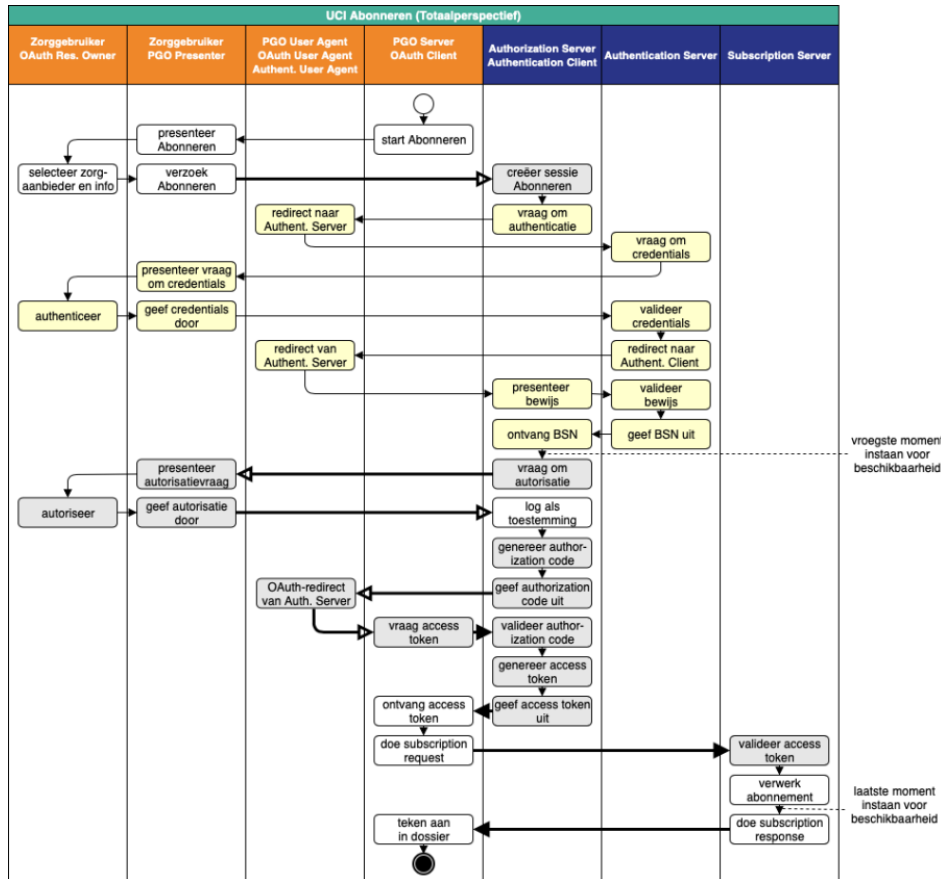 UCI Abonneren (Totaalperspectief)
Zorggebruiker
OAuth Res. Owner
Zorggebruiker
PGO Presenter
PGO User Agent
OAuth User Agent
Authent. User Agent
PGO Server
OAuth Client
Authorization Server
Authentication Client
Authentication Server
Subscription Server
presenteer
Abonneren
start Abonneren
selecteer zorg-
aanbieder en info
verzoek
Abonneren
creëer sessie
Abonneren
redirect naar
Authent. Server
vraag om
authenticatie
vraag om
credentials
presenteer vraag
om credentials
authenticeer
geef credentials
door
valideer
credentials
redirect van
Authent. Server
redirect naar
Authent. Client
presenteer
bewijs
valideer
bewijs
ontvang BSN
geef BSN uit
vroegste moment
instaan voor
beschikbaarheid
presenteer
autorisatievraag
vraag om
autorisatie
autoriseer
geef autorisatie
door
log als
toestemming
genereer author-
ization code
OAuth-redirect
van Auth. Server
geef authorization
code uit
vraag access
token
valideer author-
ization code
genereer access
token
ontvang access
token
geef access token
uit
doe subscription
request
valideer access
token
verwerk
abonnement
laatste moment
instaan voor
beschikbaarheid
teken aan
in dossier
doe subscription
response